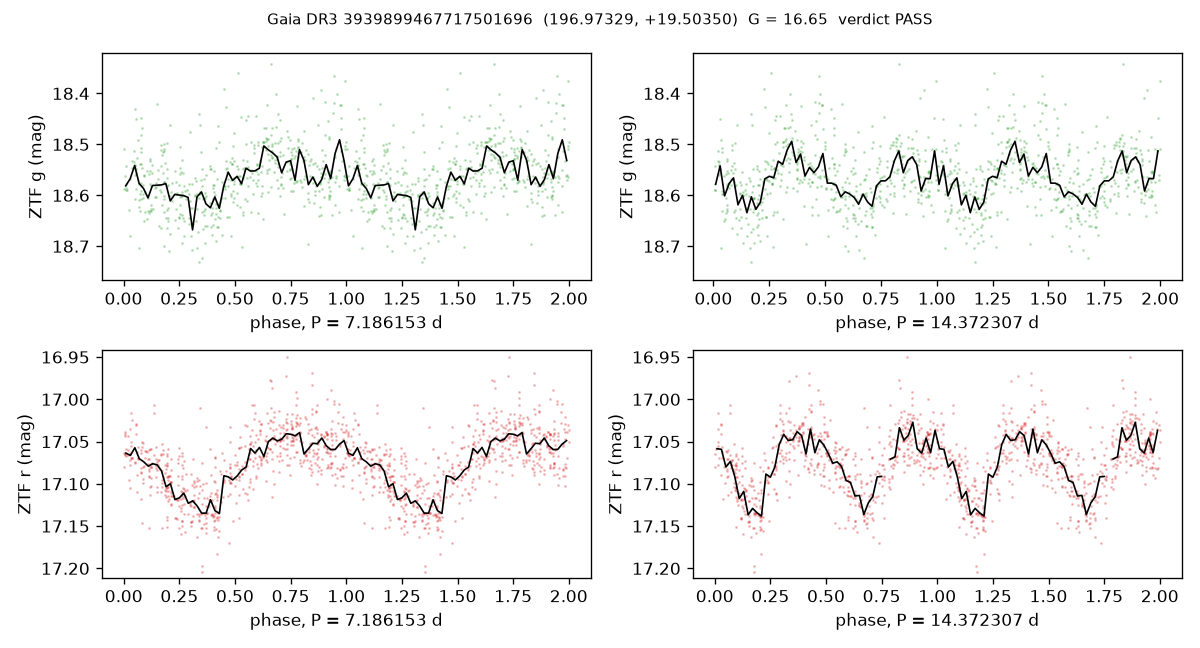 Gaia DR3 3939899467717501696  (196.97329, +19.50350)  G = 16.65  verdict PASS
ZTF g (mag)
18.4
18.5
18.6
18.7
0.00 0.25 0.50 0.75 1.00 1.25 1.50 1.75 2.00
phase, P = 7.186153 d
ZTF g (mag)
18.4
18.5
18.6
18.7
0.00 0.25 0.50 0.75 1.00 1.25 1.50 1.75 2.00
phase, P = 14.372307 d
ZTF r (mag)
16.95
17.00
17.05
17.10
17.15
17.20
0.00 0.25 0.50 0.75 1.00 1.25 1.50 1.75 2.00
phase, P = 7.186153 d
ZTF r (mag)
16.95
17.00
17.05
17.10
17.15
17.20
0.00 0.25 0.50 0.75 1.00 1.25 1.50 1.75 2.00
phase, P = 14.372307 d